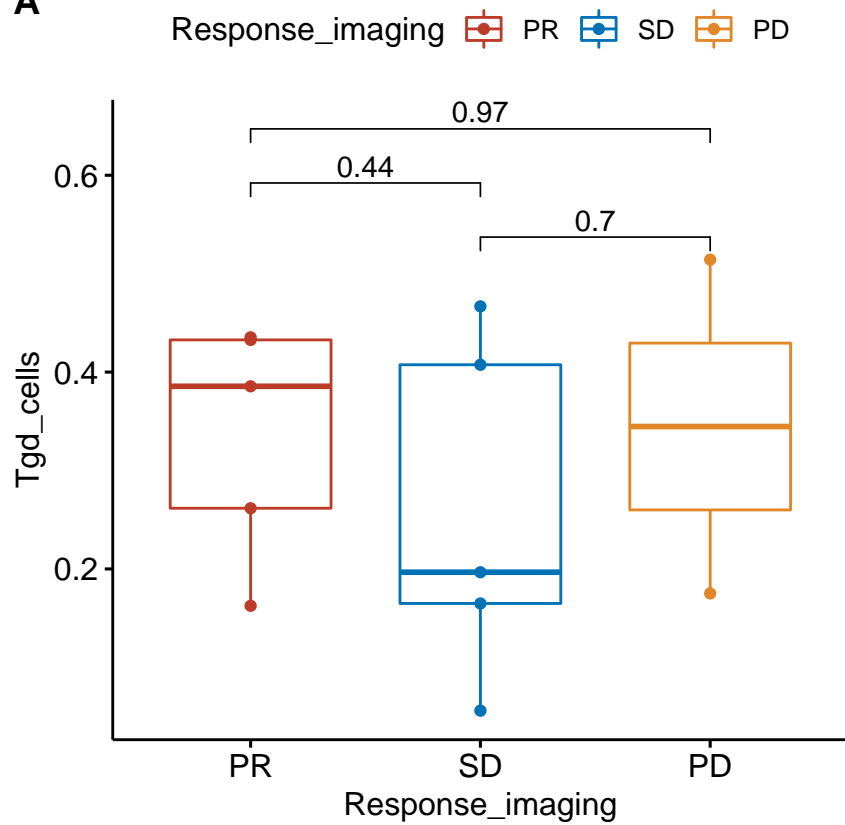 A
Response_imaging PR SD PD
0.97
0.44
0.7
0.6
0.4
0.2
Tgd_cells
PR SD PD
Response_imaging